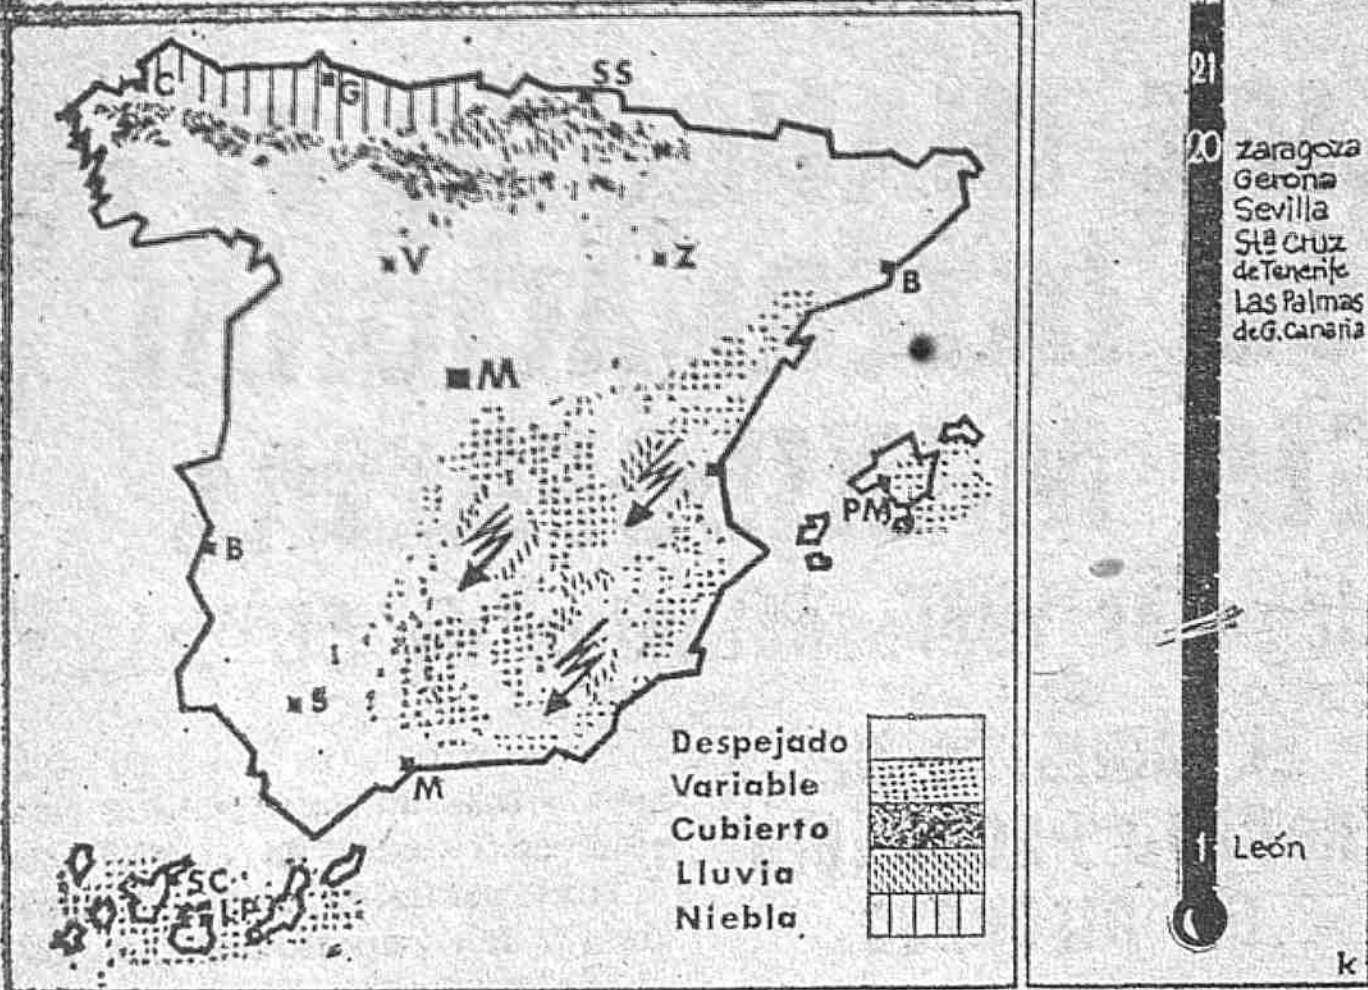 C
G
SS
V
Z
B
M
PM
B
S
M
SC
LP
Despejado
Variable
Cubierto
Lluvia
Niebla
21
20 Zaragoza
Gerona
Sevilla
Stª Cruz
de Tenerife
Las Palmas
de G. Canaria
1 León
k